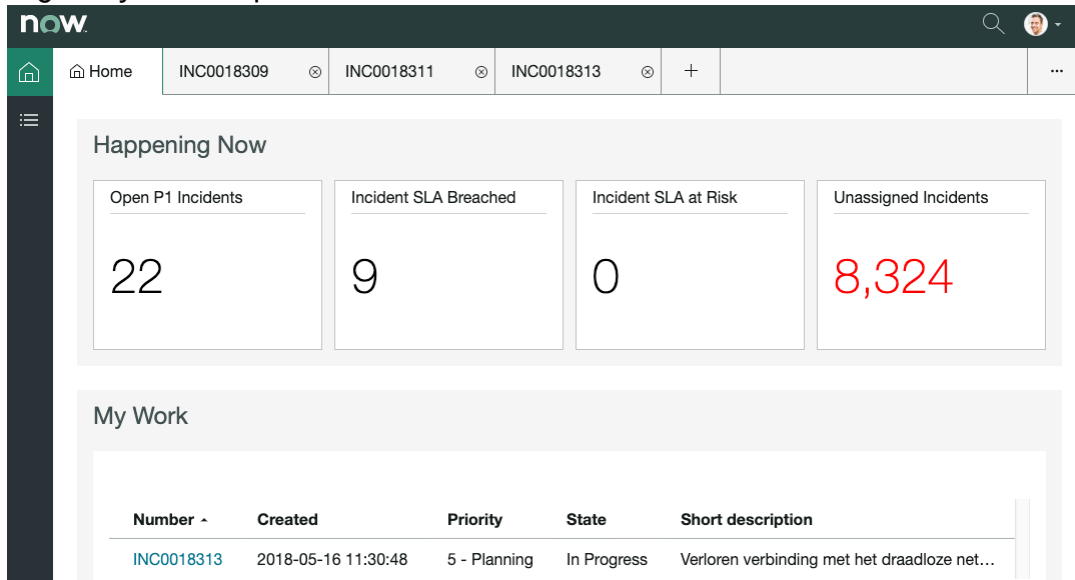 now.
Home INC0018309 INC0018311 INC0018313
Happening Now
Open P1 Incidents Incident SLA Breached Incident SLA at Risk Unassigned Incidents
22 9 0 8,324
My Work
Number Created Priority State Short description
INC0018313 2018-05-16 11:30:48 5 - Planning In Progress Verloren verbinding met het draadloze net...